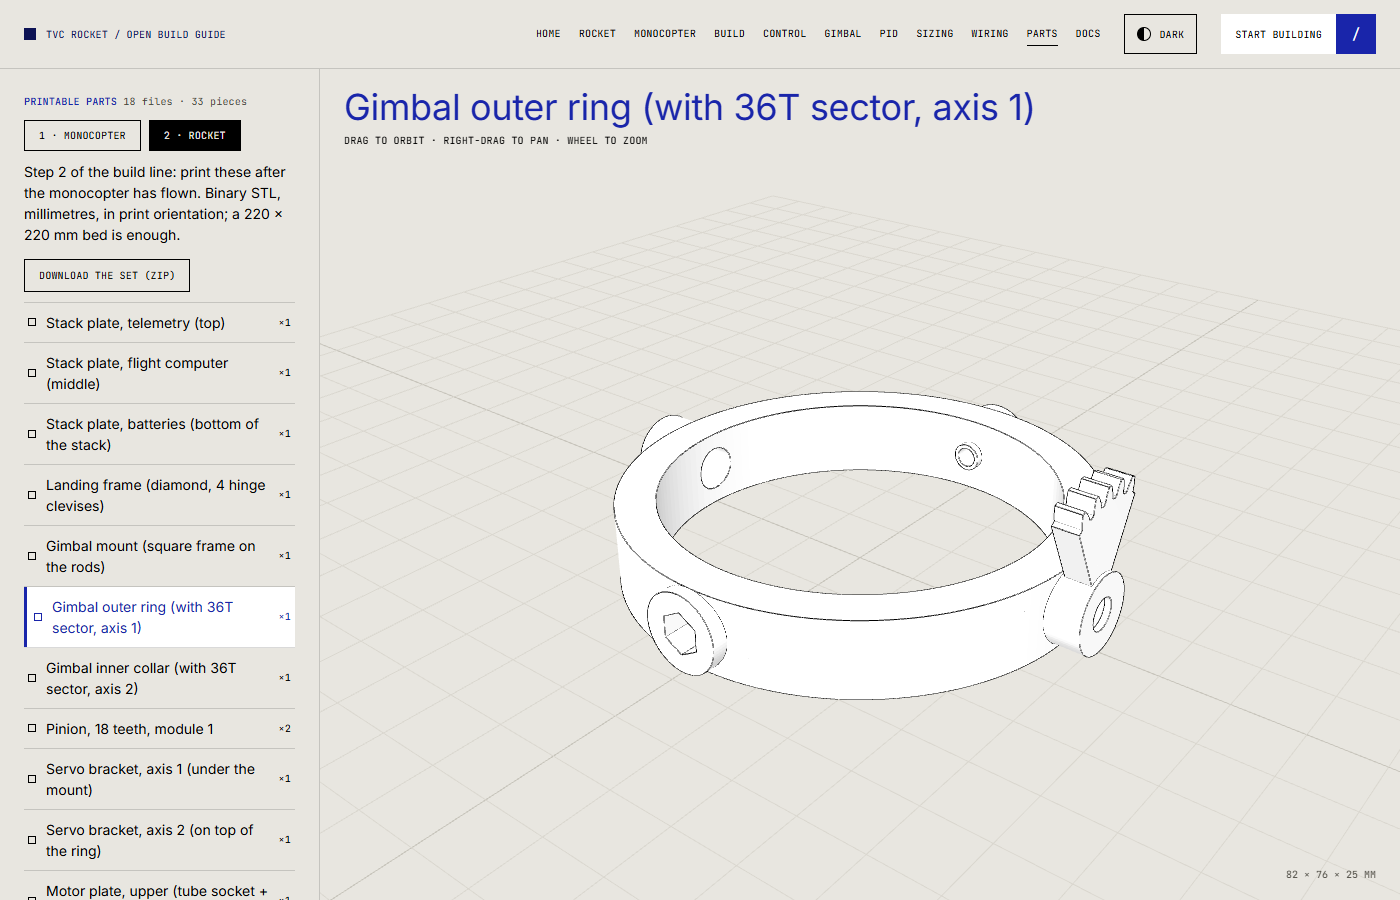 TVC ROCKET / OPEN BUILD GUIDE
HOME ROCKET MONOCOPTER BUILD CONTROL GIMBAL PID SIZING WIRING PARTS DOCS
DARK
START BUILDING /
PRINTABLE PARTS 18 files · 33 pieces
1 · MONOCOPTER
2 · ROCKET
Step 2 of the build line: print these after
the monocopter has flown. Binary STL,
millimetres, in print orientation; a 220 ×
220 mm bed is enough.
DOWNLOAD THE SET (ZIP)
Stack plate, telemetry (top) ×1
Stack plate, flight computer
(middle) ×1
Stack plate, batteries (bottom of
the stack) ×1
Landing frame (diamond, 4 hinge
clevises) ×1
Gimbal mount (square frame on
the rods) ×1
Gimbal outer ring (with 36T
sector, axis 1) ×1
Gimbal inner collar (with 36T
sector, axis 2) ×1
Pinion, 18 teeth, module 1 ×2
Servo bracket, axis 1 (under the
mount) ×1
Servo bracket, axis 2 (on top of
the ring) ×1
Motor plate, upper (tube socket +
Gimbal outer ring (with 36T sector, axis 1)
DRAG TO ORBIT · RIGHT-DRAG TO PAN · WHEEL TO ZOOM
82 × 76 × 25 MM